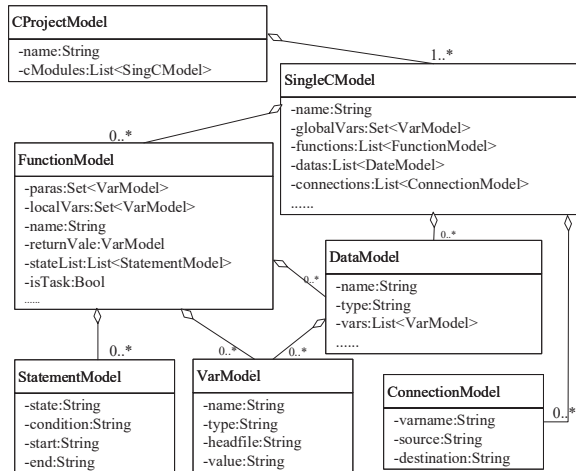 CProjectModel
-name:String
-cModules:List<SingCModel>
1..*
SingleCModel
-name:String
-globalVars:Set<VarModel>
-functions:List<FunctionModel>
-datas:List<DateModel>
-connections:List<ConnectionModel>
......
0..*
FunctionModel
-paras:Set<VarModel>
-localVars:Set<VarModel>
-name:String
-returnVale:VarModel
-stateList:List<StatementModel>
-isTask:Bool
......
0..*
0..*
DataModel
-name:String
-type:String
-vars:List<VarModel>
......
0..*
0..*
0..*
StatementModel
-state:String
-condition:String
-start:String
-end:String
VarModel
-name:String
-type:String
-headfile:String
-value:String
ConnectionModel
-varname:String
-source:String
-destination:String
0..*